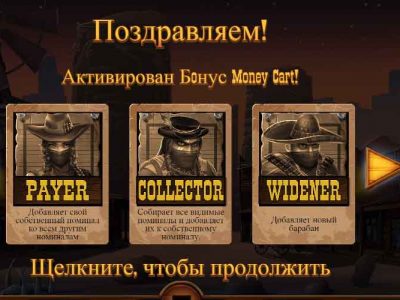 Поздравляем!
Активирован Бонус Money Cart!
PAYER
Добавляет свой
собственный номинал
ко всем другим
номиналам
COLLECTOR
Собирает все видимые
номиналы и добавляет
их к собственному
номиналу.
WIDENER
Добавляет новый
барабан
Щелкните, чтобы продолжить